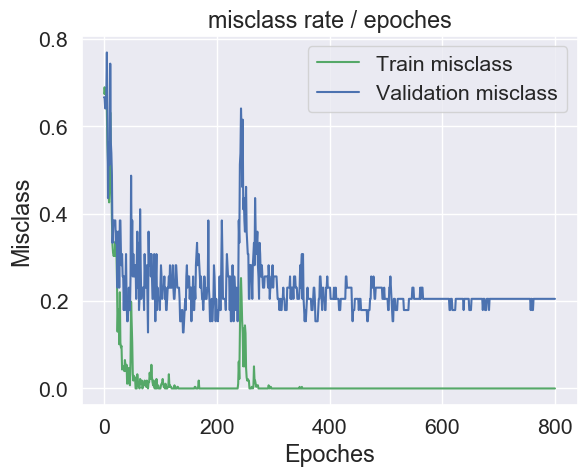 misclass rate / epoches
Train misclass
Validation misclass
Misclass
0.8
0.6
0.4
0.2
0.0
0
200
400
600
800
Epoches